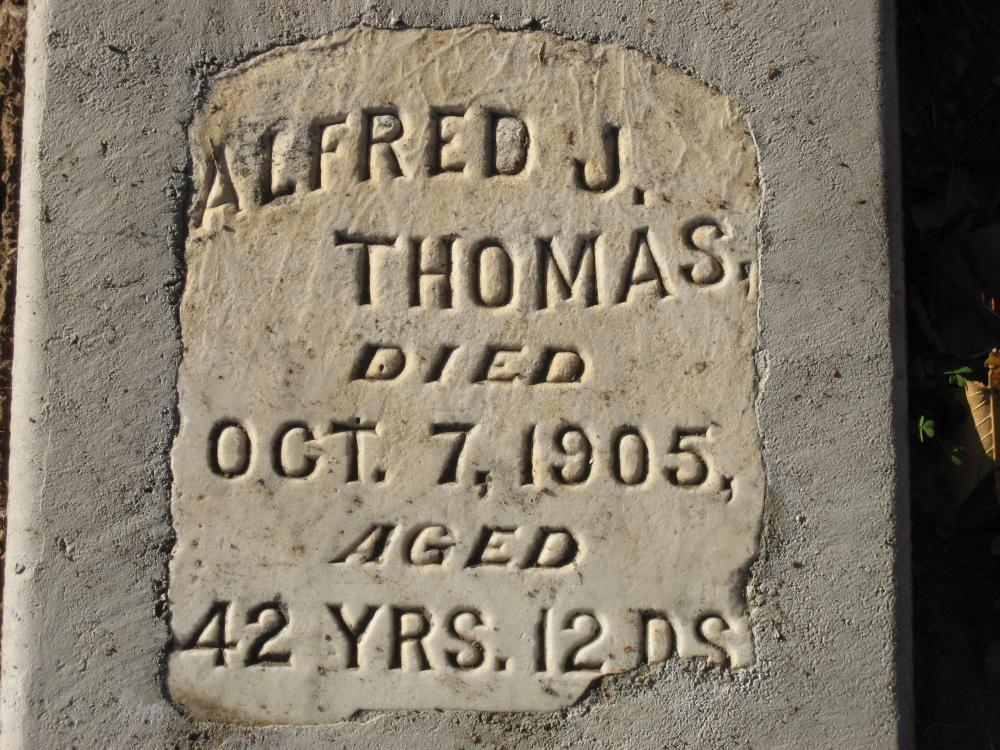 ALFRED J.
THOMAS,
DIED
OCT. 7, 1905,
AGED
42 YRS. 12 DS